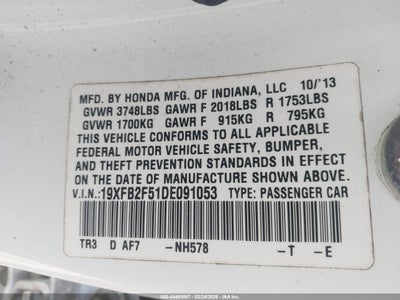 MFD. BY HONDA MFG. OF INDIANA, LLC 10/'13
GVWR 3748LBS GAWR F 2018LBS R 1753LBS
GVWR 1700KG GAWR F 915KG R 795KG
THIS VEHICLE CONFORMS TO ALL APPLICABLE
FEDERAL MOTOR VEHICLE SAFETY, BUMPER,
AND THEFT PREVENTION STANDARDS IN EFFECT
ON THE DATE OF MANUFACTURE SHOWN ABOVE.
V.I.N.:19XFB2F51DE091053 TYPE: PASSENGER CAR
TR3 D AF7 -NH578 -T -E